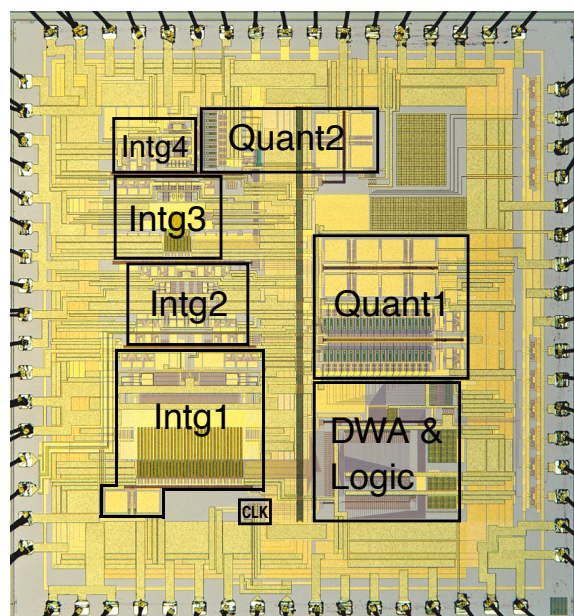 Intg4
Quant2
Intg3
Intg2
Quant1
Intg1
DWA &
Logic
CLK